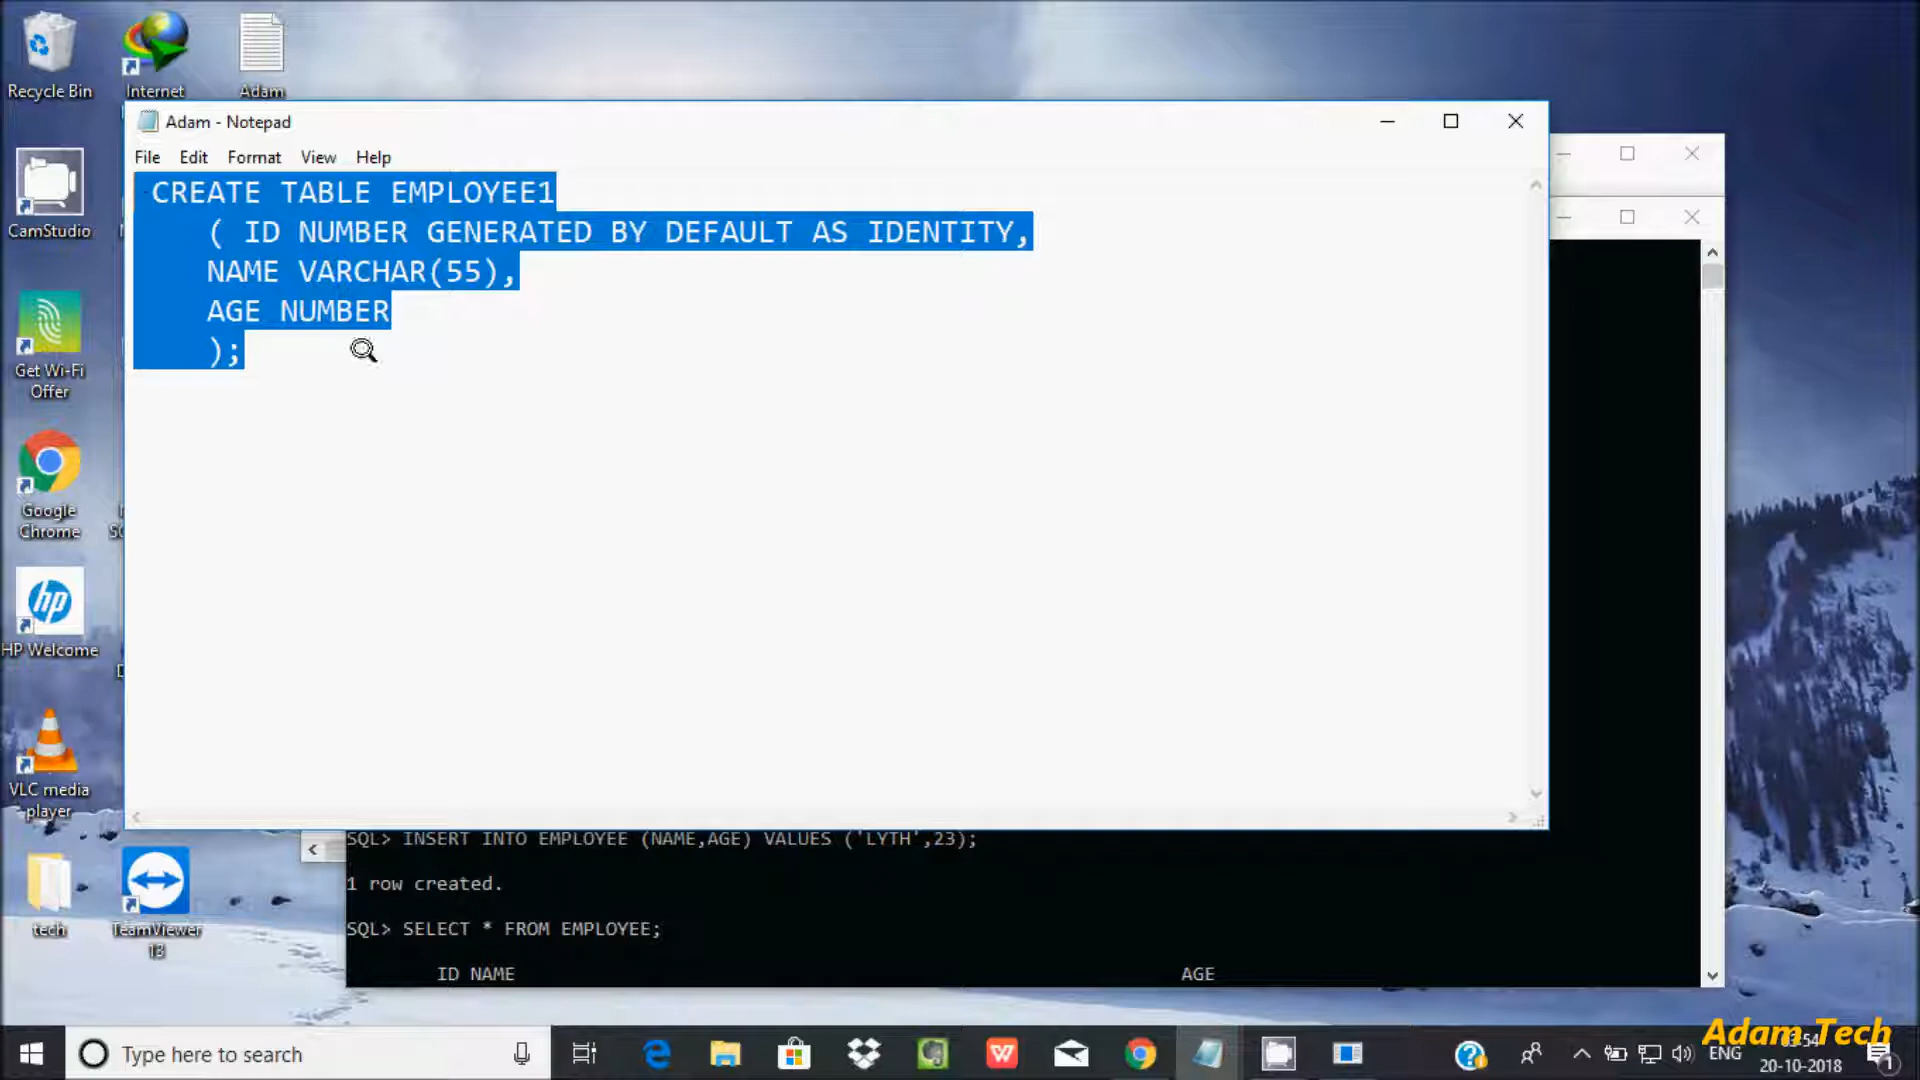 Recycle Bin
Internet
Adam
Adam - Notepad
File Edit Format View Help
CREATE TABLE EMPLOYEE1
( ID NUMBER GENERATED BY DEFAULT AS IDENTITY,
NAME VARCHAR(55),
AGE NUMBER
);
CamStudio
Get Wi-Fi
Offer
Google
Chrome
hp
HP Welcome
VLC media
player
tech
TeamViewer
13
SQL> INSERT INTO EMPLOYEE (NAME,AGE) VALUES ('LYTH',23);
1 row created.
SQL> SELECT * FROM EMPLOYEE;
ID NAME AGE
Type here to search
ENG
Adam Tech
20-10-2018
1